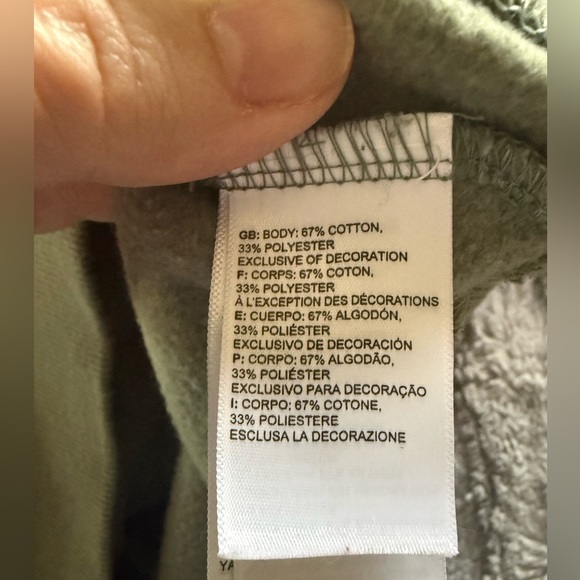 GB: BODY: 67% COTTON,
33% POLYESTER
EXCLUSIVE OF DECORATION
F: CORPS: 67% COTON,
33% POLYESTER
À L'EXCEPTION DES DÉCORATIONS
E: CUERPO: 67% ALGODÓN,
33% POLIÉSTER
EXCLUSIVO DE DECORACIÓN
P: CORPO: 67% ALGODÃO,
33% POLIÉSTER
EXCLUSIVO PARA DECORAÇÃO
I: CORPO: 67% COTONE,
33% POLIESTERE
ESCLUSA LA DECORAZIONE